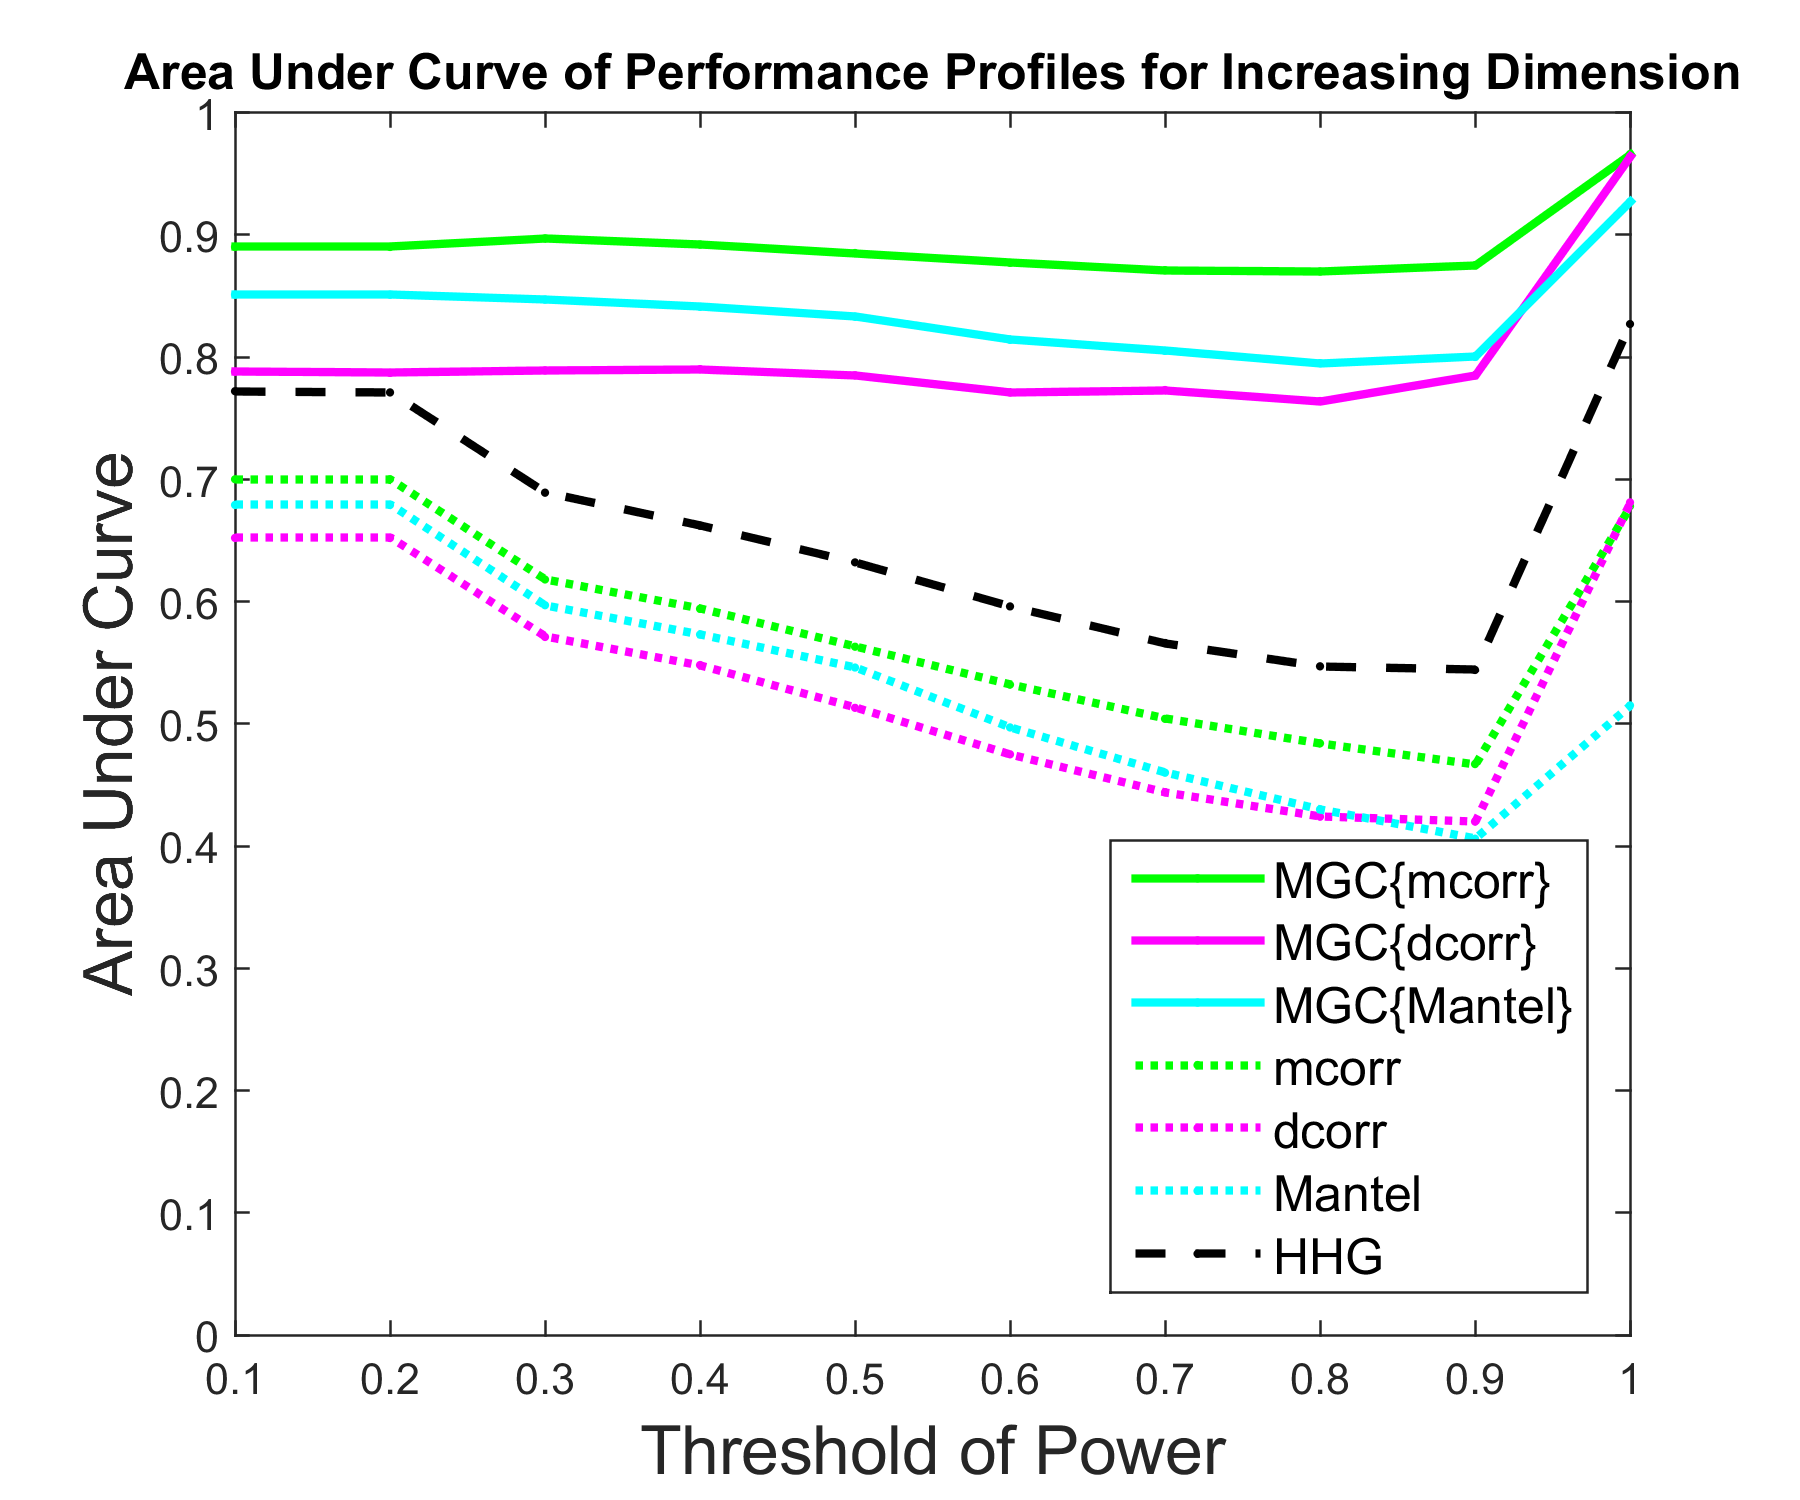 Area Under Curve of Performance Profiles for Increasing Dimension
1
0.9
0.8
0.7
0.6
0.5
0.4
0.3
0.2
0.1
0
Area Under Curve
MGC{mcorr}
MGC{dcorr}
MGC{Mantel}
mcorr
dcorr
Mantel
HHG
0.1 0.2 0.3 0.4 0.5 0.6 0.7 0.8 0.9 1
Threshold of Power